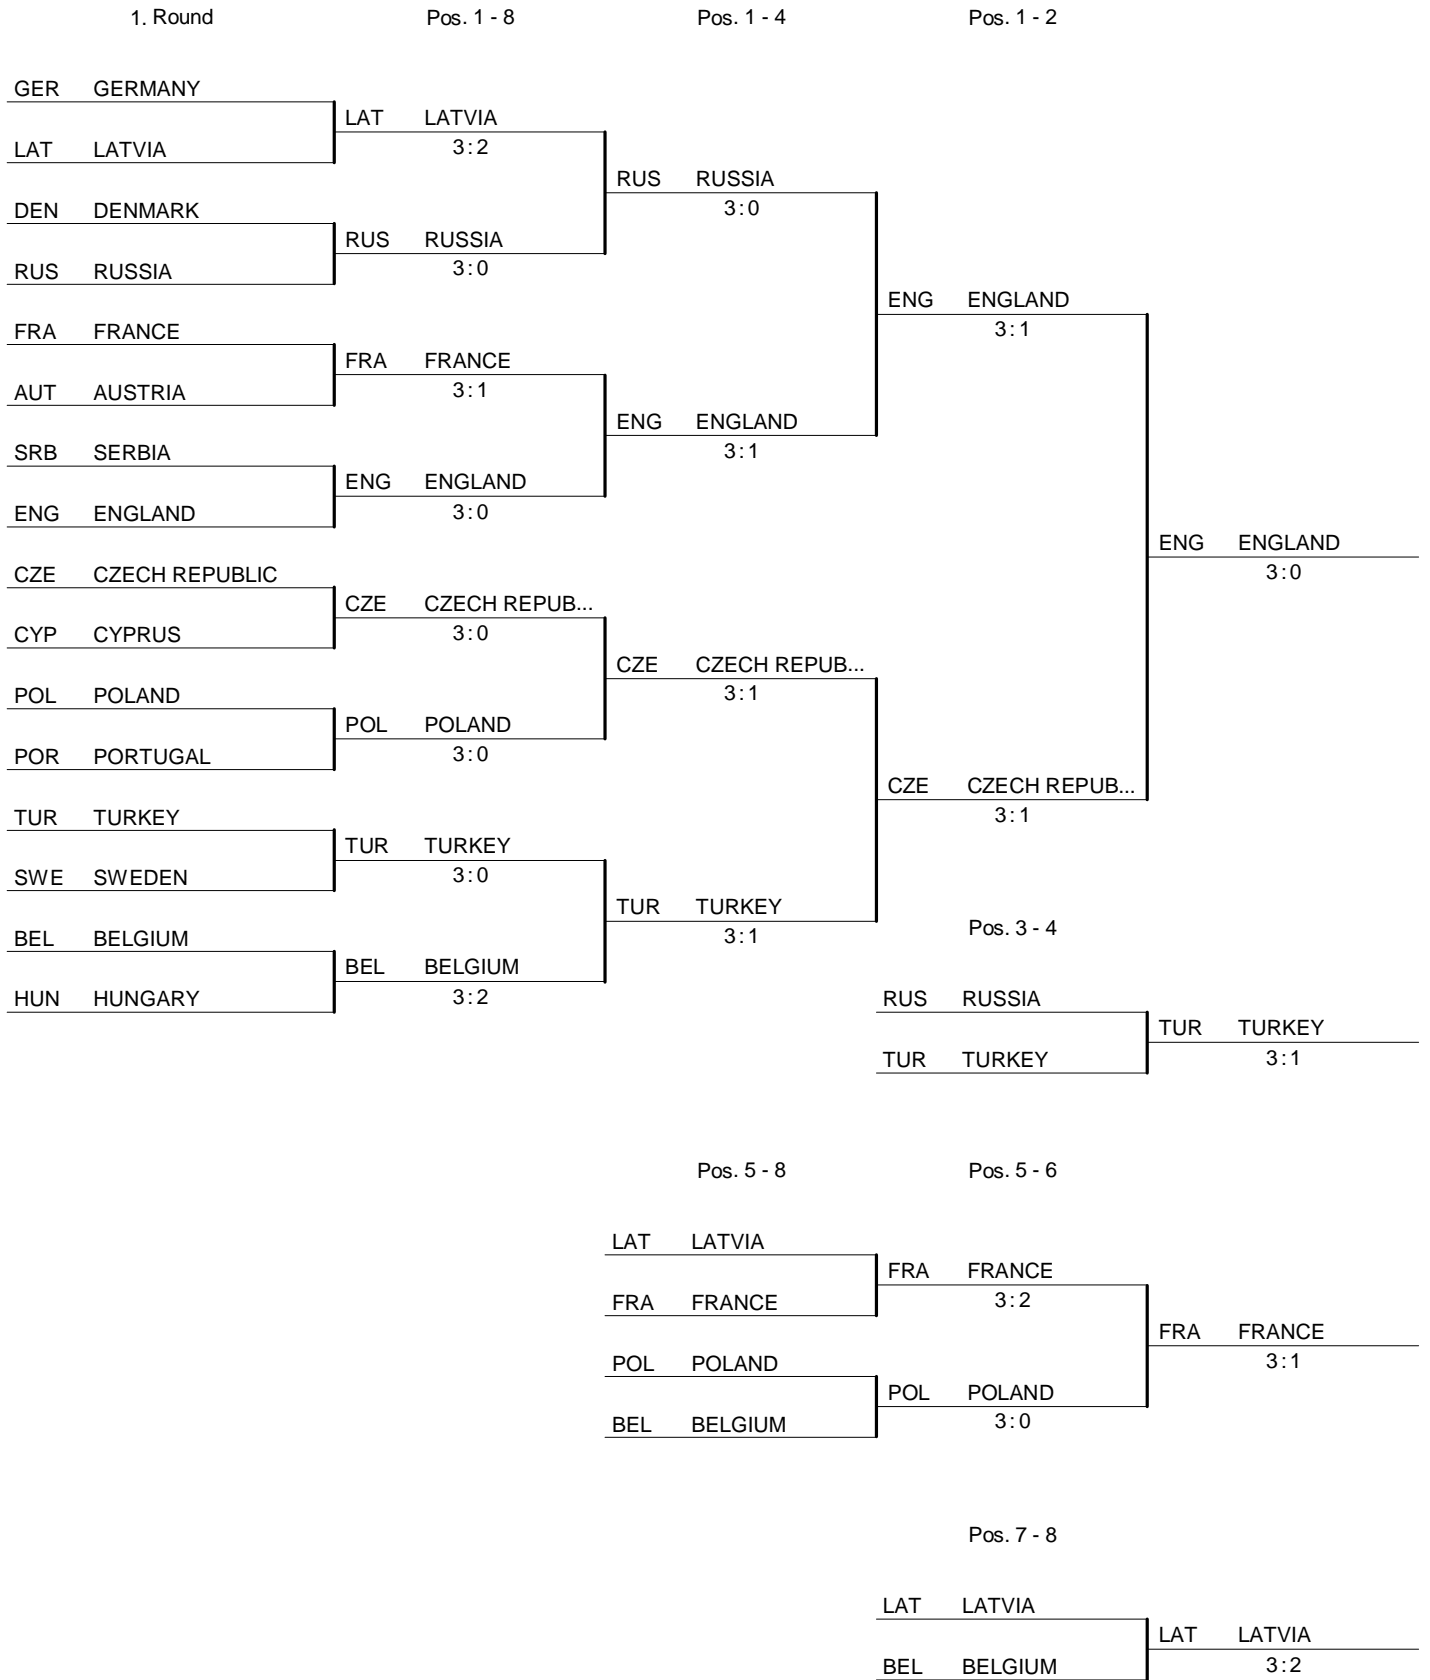 1. Round Pos. 1 - 8 Pos. 1 - 4 Pos. 1 - 2
GER GERMANY
LAT LATVIA
3:2
LAT LATVIA
RUS RUSSIA
3:0
DEN DENMARK
RUS RUSSIA
3:0
RUS RUSSIA
ENG ENGLAND
3:1
FRA FRANCE
FRA FRANCE
3:1
AUT AUSTRIA
ENG ENGLAND
3:1
SRB SERBIA
ENG ENGLAND
3:0
ENG ENGLAND
ENG ENGLAND
3:0
CZE CZECH REPUBLIC
CZE CZECH REPUB...
3:0
CYP CYPRUS
CZE CZECH REPUB...
3:1
POL POLAND
POL POLAND
3:0
POR PORTUGAL
CZE CZECH REPUB...
3:1
TUR TURKEY
TUR TURKEY
3:0
SWE SWEDEN
TUR TURKEY
3:1
Pos. 3 - 4
BEL BELGIUM
BEL BELGIUM
3:2
HUN HUNGARY
RUS RUSSIA
TUR TURKEY
3:1
TUR TURKEY
Pos. 5 - 8 Pos. 5 - 6
LAT LATVIA
FRA FRANCE
3:2
FRA FRANCE
FRA FRANCE
3:1
POL POLAND
POL POLAND
3:0
BEL BELGIUM
Pos. 7 - 8
LAT LATVIA
LAT LATVIA
3:2
BEL BELGIUM